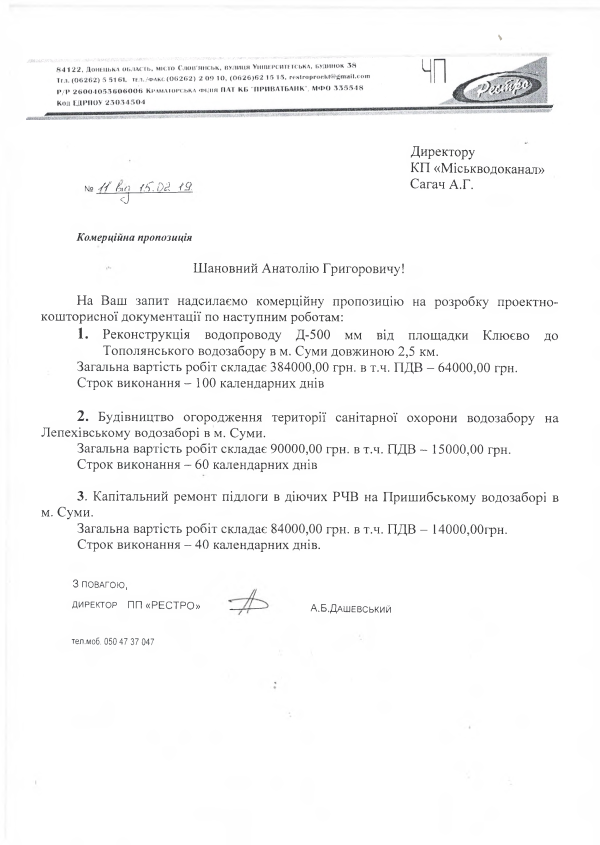 84122, Донецька область, місто Слов'янськ, вулиця Університетська, будинок 38
Тел. (06262) 5 51 61, тел. /факс (06262) 2 09 10, (0626)62 15 15, restroproekt@gmail.com
Р/Р 26004053606006 Краматорська філія ПАТ КБ "ПРИВАТБАНК", МФО 335548
Код ЕДРПОУ 23034504
ЧП
Рестро
Директору
КП «Міськводоканал»
Сагач А.Г.
№ 11 від 15.02 19
Комерційна пропозиція
Шановний Анатолію Григоровичу!
На Ваш запит надсилаємо комерційну пропозицію на розробку проектно-
кошторисної документації по наступним роботам:
1. Реконструкція водопроводу Д-500 мм від площадки Клюєво до
Тополянського водозабору в м. Суми довжиною 2,5 км.
Загальна вартість робіт складає 384000,00 грн. в т.ч. ПДВ – 64000,00 грн.
Строк виконання – 100 календарних днів
2. Будівництво огородження території санітарної охорони водозабору на
Лепехівському водозаборі в м. Суми.
Загальна вартість робіт складає 90000,00 грн. в т.ч. ПДВ – 15000,00 грн.
Строк виконання – 60 календарних днів
3. Капітальний ремонт підлоги в діючих РЧВ на Пришибському водозаборі в
м. Суми.
Загальна вартість робіт складає 84000,00 грн. в т.ч. ПДВ – 14000,00грн.
Строк виконання – 40 календарних днів.
З ПОВАГОЮ,
ДИРЕКТОР ПП «РЕСТРО» А.Б.ДАШЕВСЬКИЙ
тел.моб. 050 47 37 047